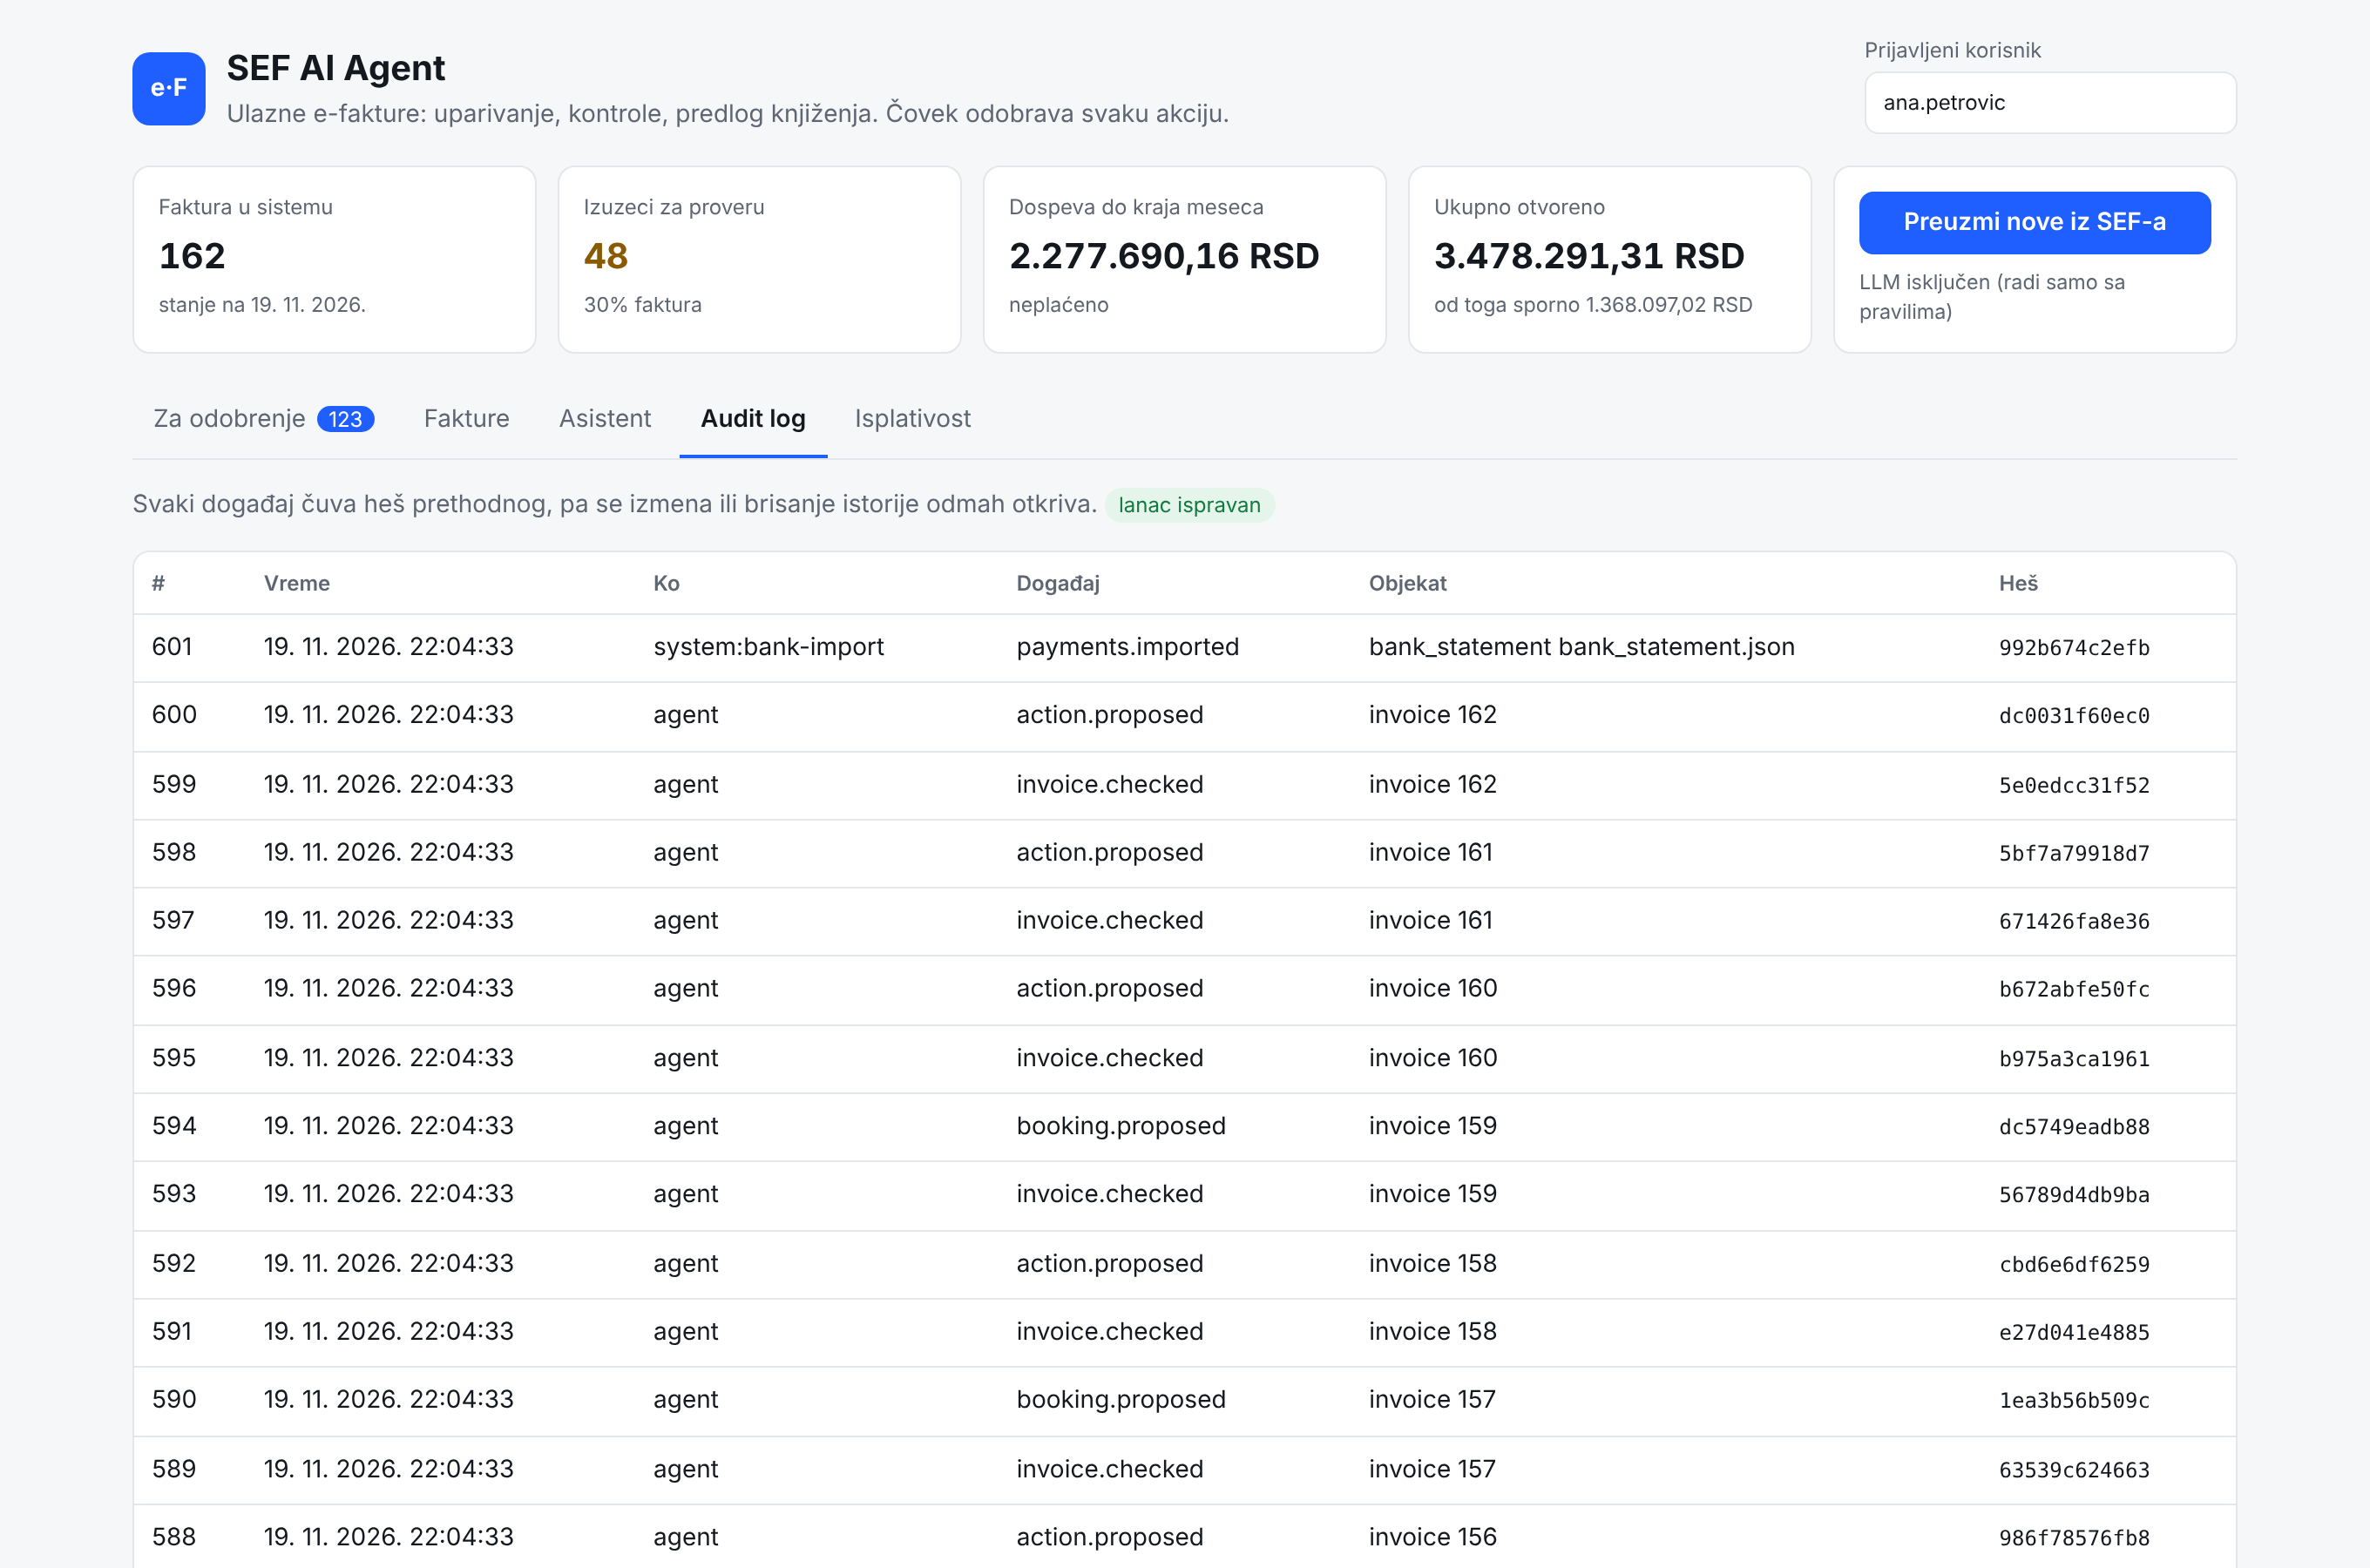 e·F
SEF AI Agent
Ulazne e-fakture: uparivanje, kontrole, predlog knjiženja. Čovek odobrava svaku akciju.
Prijavljeni korisnik
ana.petrovic
Faktura u sistemu
162
stanje na 19. 11. 2026.
Izuzeci za proveru
48
30% faktura
Dospeva do kraja meseca
2.277.690,16 RSD
neplaćeno
Ukupno otvoreno
3.478.291,31 RSD
od toga sporno 1.368.097,02 RSD
Preuzmi nove iz SEF-a
LLM isključen (radi samo sa
pravilima)
Za odobrenje 123 Fakture Asistent Audit log Isplativost
Svaki događaj čuva heš prethodnog, pa se izmena ili brisanje istorije odmah otkriva. lanac ispravan
# Vreme Ko Događaj Objekat Heš
601 19. 11. 2026. 22:04:33 system:bank-import payments.imported bank_statement bank_statement.json 992b674c2efb
600 19. 11. 2026. 22:04:33 agent action.proposed invoice 162 dc0031f60ec0
599 19. 11. 2026. 22:04:33 agent invoice.checked invoice 162 5e0edcc31f52
598 19. 11. 2026. 22:04:33 agent action.proposed invoice 161 5bf7a79918d7
597 19. 11. 2026. 22:04:33 agent invoice.checked invoice 161 671426fa8e36
596 19. 11. 2026. 22:04:33 agent action.proposed invoice 160 b672abfe50fc
595 19. 11. 2026. 22:04:33 agent invoice.checked invoice 160 b975a3ca1961
594 19. 11. 2026. 22:04:33 agent booking.proposed invoice 159 dc5749eadb88
593 19. 11. 2026. 22:04:33 agent invoice.checked invoice 159 56789d4db9ba
592 19. 11. 2026. 22:04:33 agent action.proposed invoice 158 cbd6e6df6259
591 19. 11. 2026. 22:04:33 agent invoice.checked invoice 158 e27d041e4885
590 19. 11. 2026. 22:04:33 agent booking.proposed invoice 157 1ea3b56b509c
589 19. 11. 2026. 22:04:33 agent invoice.checked invoice 157 63539c624663
588 19. 11. 2026. 22:04:33 agent action.proposed invoice 156 986f78576fb8